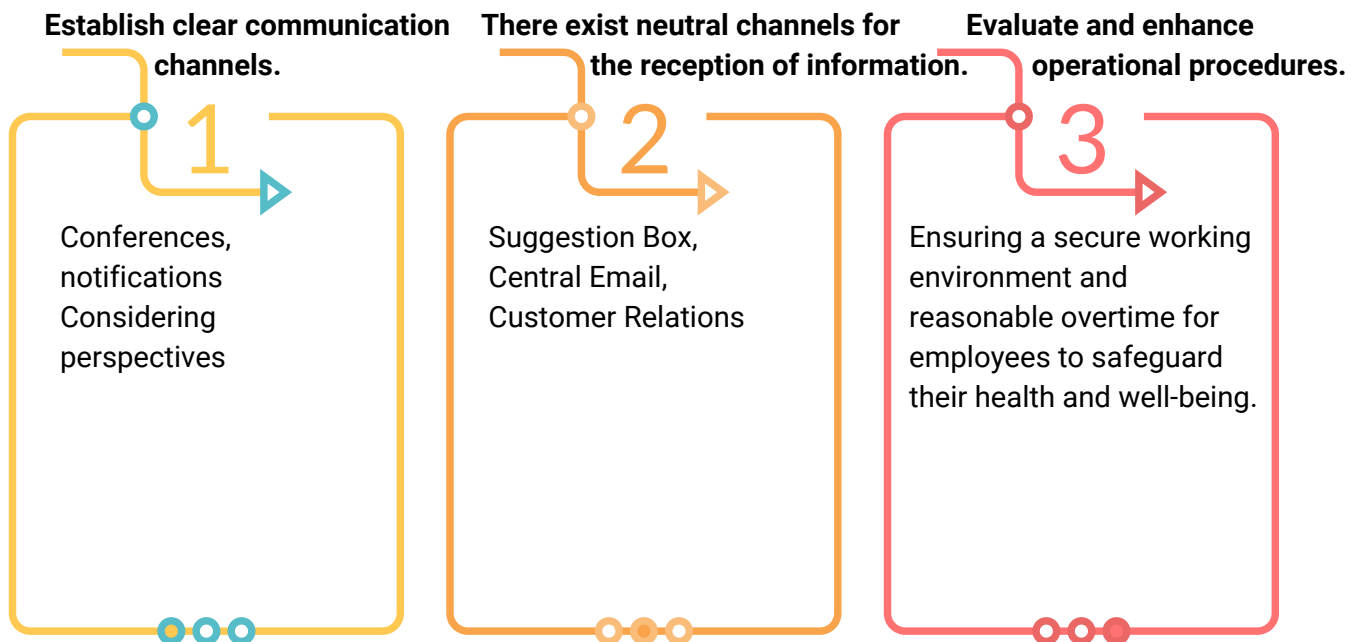 Establish clear communication
channels.
1
Conferences,
notifications
Considering
perspectives
There exist neutral channels for
the reception of information.
2
Suggestion Box,
Central Email,
Customer Relations
Evaluate and enhance
operational procedures.
3
Ensuring a secure working
environment and
reasonable overtime for
employees to safeguard
their health and well-being.